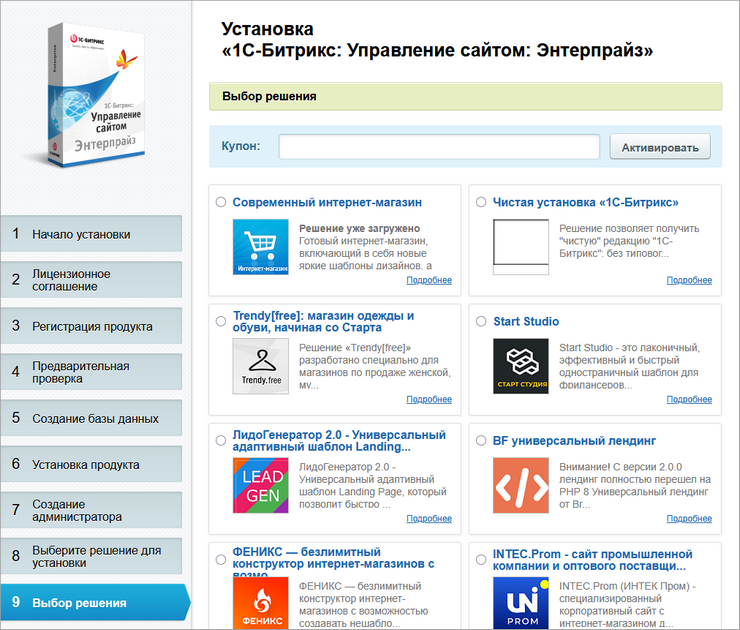 1С-БИТРИКС
1С-Битрикс:
Управление
сайтом
Энтерпрайз
1 Начало установки
2 Лицензионное
соглашение
3 Регистрация продукта
4 Предварительная
проверка
5 Создание базы данных
6 Установка продукта
7 Создание
администратора
8 Выберите решение для
установки
9 Выбор решения
Установка
«1С-Битрикс: Управление сайтом: Энтерпрайз»
Выбор решения
Купон:
Активировать
Современный интернет-магазин
Интернет-магазин
Решение уже загружено
Готовый интернет-магазин,
включающий в себя новые
яркие шаблоны дизайнов, а
Подробнее
Чистая установка «1С-Битрикс»
Решение позволяет получить
"чистую" редакцию "1С-
Битрикс": без типовог...
Подробнее
Trendy[free]: магазин одежды и
обуви, начиная со Старта
Trendy.free
Решение «Trendy[free]»
разработано специально для
магазинов по продаже женской,
му...
Подробнее
Start Studio
СТАРТ СТУДИЯ
Start Studio - это лаконичный,
эффективный и быстрый
одностраничный шаблон для
фрилансеров...
Подробнее
ЛидоГенератор 2.0 - Универсальный
адаптивный шаблон Landing...
LEAD
GEN
ЛидоГенератор 2.0 -
Универсальный адаптивный
шаблон Landing Page, который
позволит быстро ...
Подробнее
BF универсальный лендинг
Внимание! С версии 2.0.0
лендинг полностью перешел на
PHP 8 Универсальный лендинг
от Br...
Подробнее
ФЕНИКС — безлимитный
конструктор интернет-магазинов с
возмо...
ФЕНИКС
ФЕНИКС — безлимитный
конструктор интернет-
магазинов с возможностью
создавать нешабло...
INTEC.Prom - сайт промышленной
компании и оптового поставщи...
UNi
PROM
INTEC.Prom (ИНТЕК Пром) -
специализированный
корпоративный сайт с
интернет-магазином д...